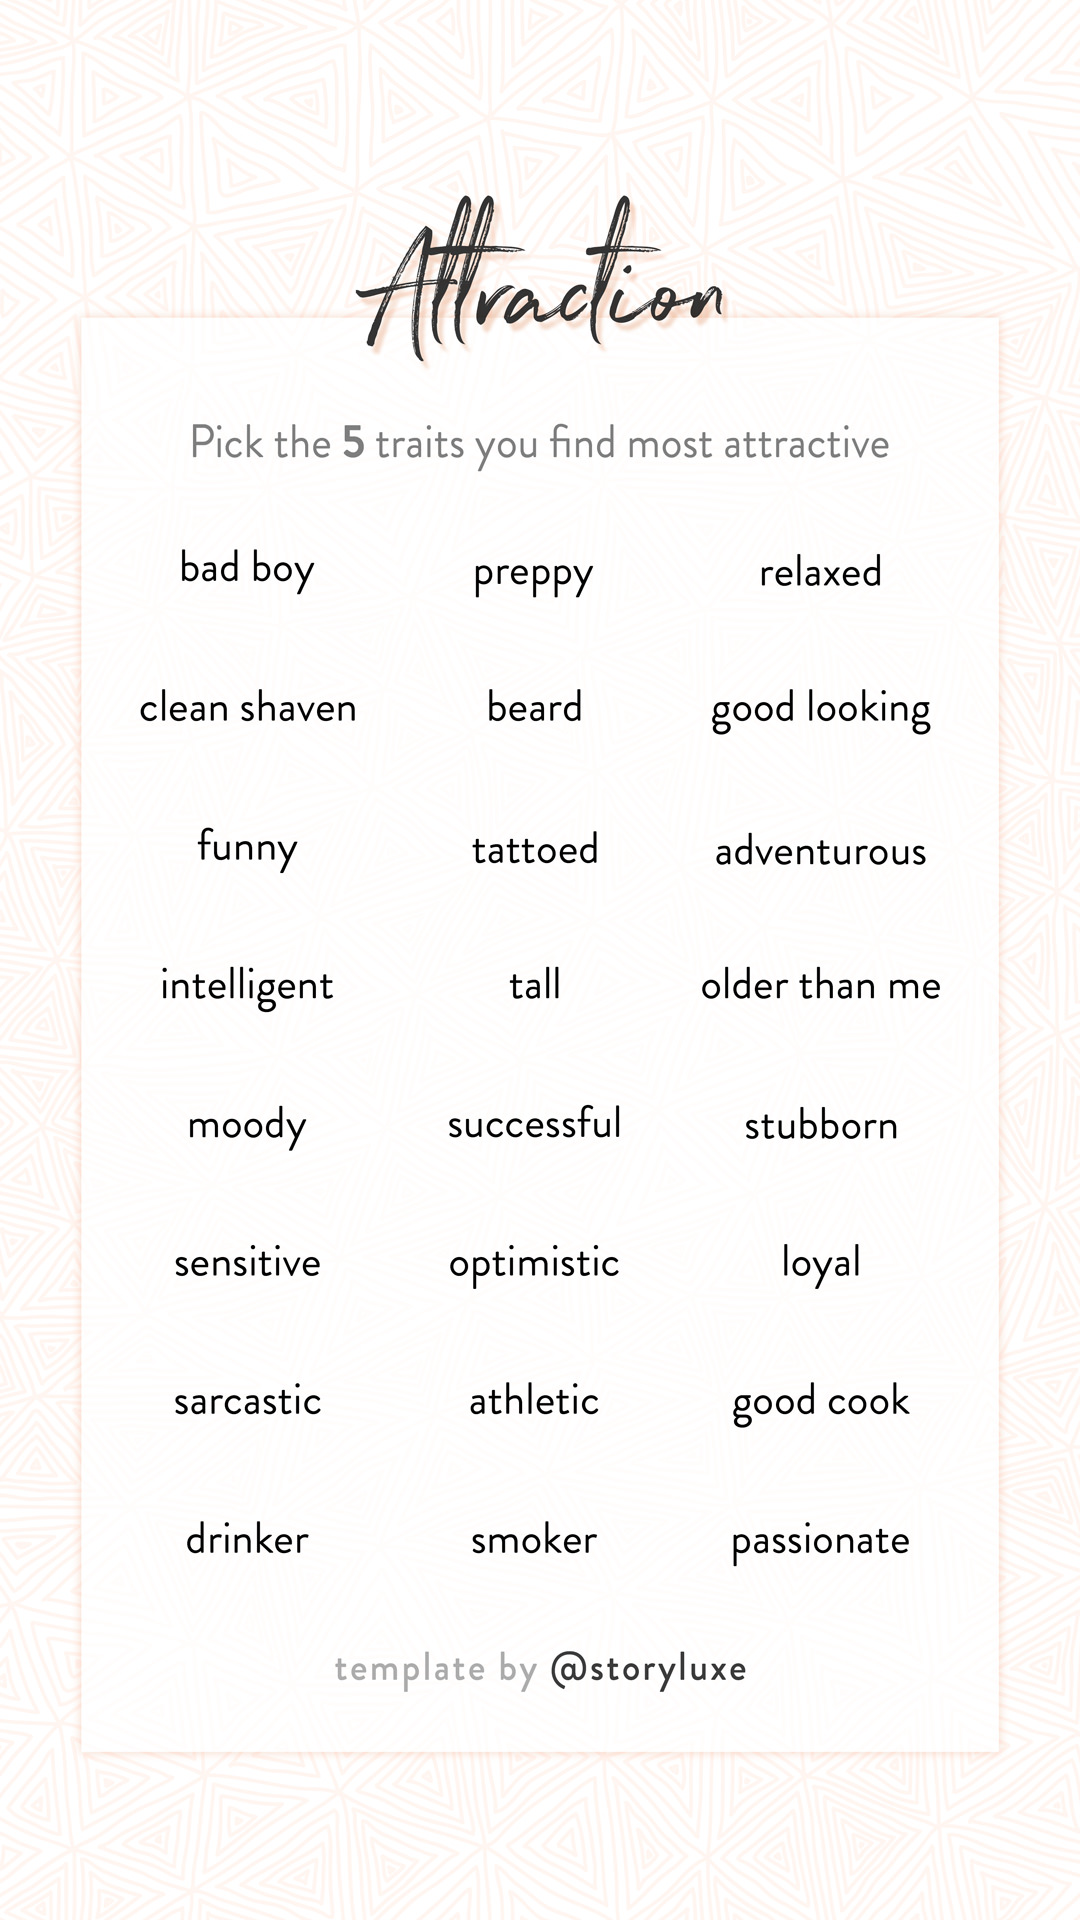 Attraction
Pick the 5 traits you find most attractive
bad boy preppy relaxed
clean shaven beard good looking
funny tattoed adventurous
intelligent tall older than me
moody successful stubborn
sensitive optimistic loyal
sarcastic athletic good cook
drinker smoker passionate
template by @storyluxe